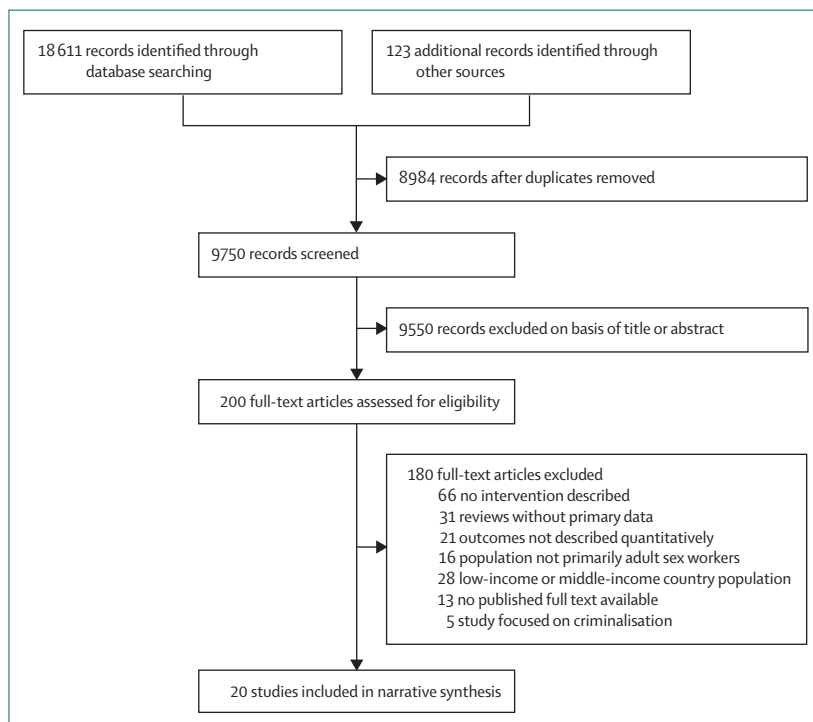 18 611 records identified through
database searching
123 additional records identified through
other sources
8984 records after duplicates removed
9750 records screened
9550 records excluded on basis of title or abstract
200 full-text articles assessed for eligibility
180 full-text articles excluded
66 no intervention described
31 reviews without primary data
21 outcomes not described quantitatively
16 population not primarily adult sex workers
28 low-income or middle-income country population
13 no published full text available
5 study focused on criminalisation
20 studies included in narrative synthesis